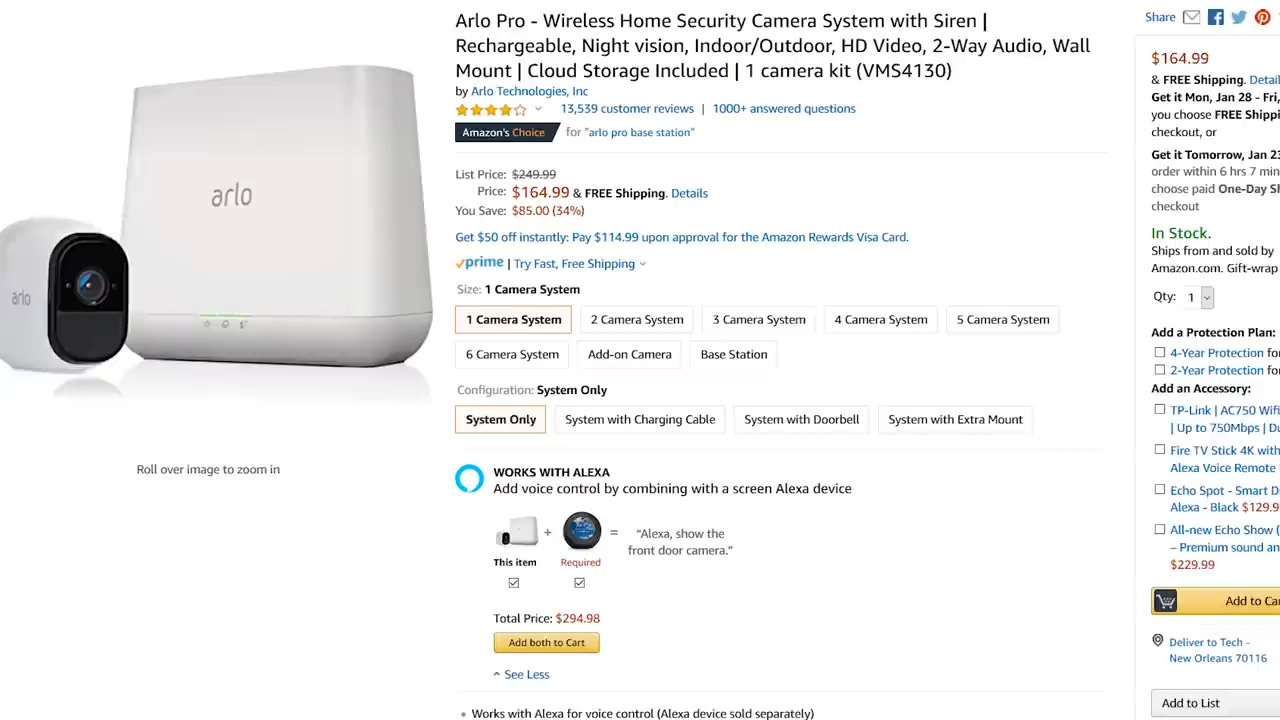 arlo
arlo
Roll over image to zoom in
Arlo Pro - Wireless Home Security Camera System with Siren |
Rechargeable, Night vision, Indoor/Outdoor, HD Video, 2-Way Audio, Wall
Mount | Cloud Storage Included | 1 camera kit (VMS4130)
by Arlo Technologies, Inc
13,539 customer reviews | 1000+ answered questions
Amazon's Choice for "arlo pro base station"
List Price: $249.99
Price: $164.99 & FREE Shipping. Details
You Save: $85.00 (34%)
Get $50 off instantly: Pay $114.99 upon approval for the Amazon Rewards Visa Card.
prime | Try Fast, Free Shipping
Size: 1 Camera System
1 Camera System 2 Camera System 3 Camera System 4 Camera System 5 Camera System
6 Camera System Add-on Camera Base Station
Configuration: System Only
System Only System with Charging Cable System with Doorbell System with Extra Mount
WORKS WITH ALEXA
Add voice control by combining with a screen Alexa device
+ = “Alexa, show the
front door camera.”
This item Required
Total Price: $294.98
Add both to Cart
See Less
• Works with Alexa for voice control (Alexa device sold separately)
Share
$164.99
& FREE Shipping. Detail
Get it Mon, Jan 28 - Fri,
you choose FREE Shippi
checkout, or
Get it Tomorrow, Jan 23
order within 6 hrs 7 min
choose paid One-Day Sh
checkout
In Stock.
Ships from and sold by
Amazon.com. Gift-wrap
Qty: 1
Add a Protection Plan:
4-Year Protection for
2-Year Protection for
Add an Accessory:
TP-Link | AC750 Wifi
| Up to 750Mbps | Du
Fire TV Stick 4K with
Alexa Voice Remote
Echo Spot - Smart D
Alexa - Black $129.9
All-new Echo Show (
– Premium sound an
$229.99
Add to Car
Deliver to Tech -
New Orleans 70116
Add to List